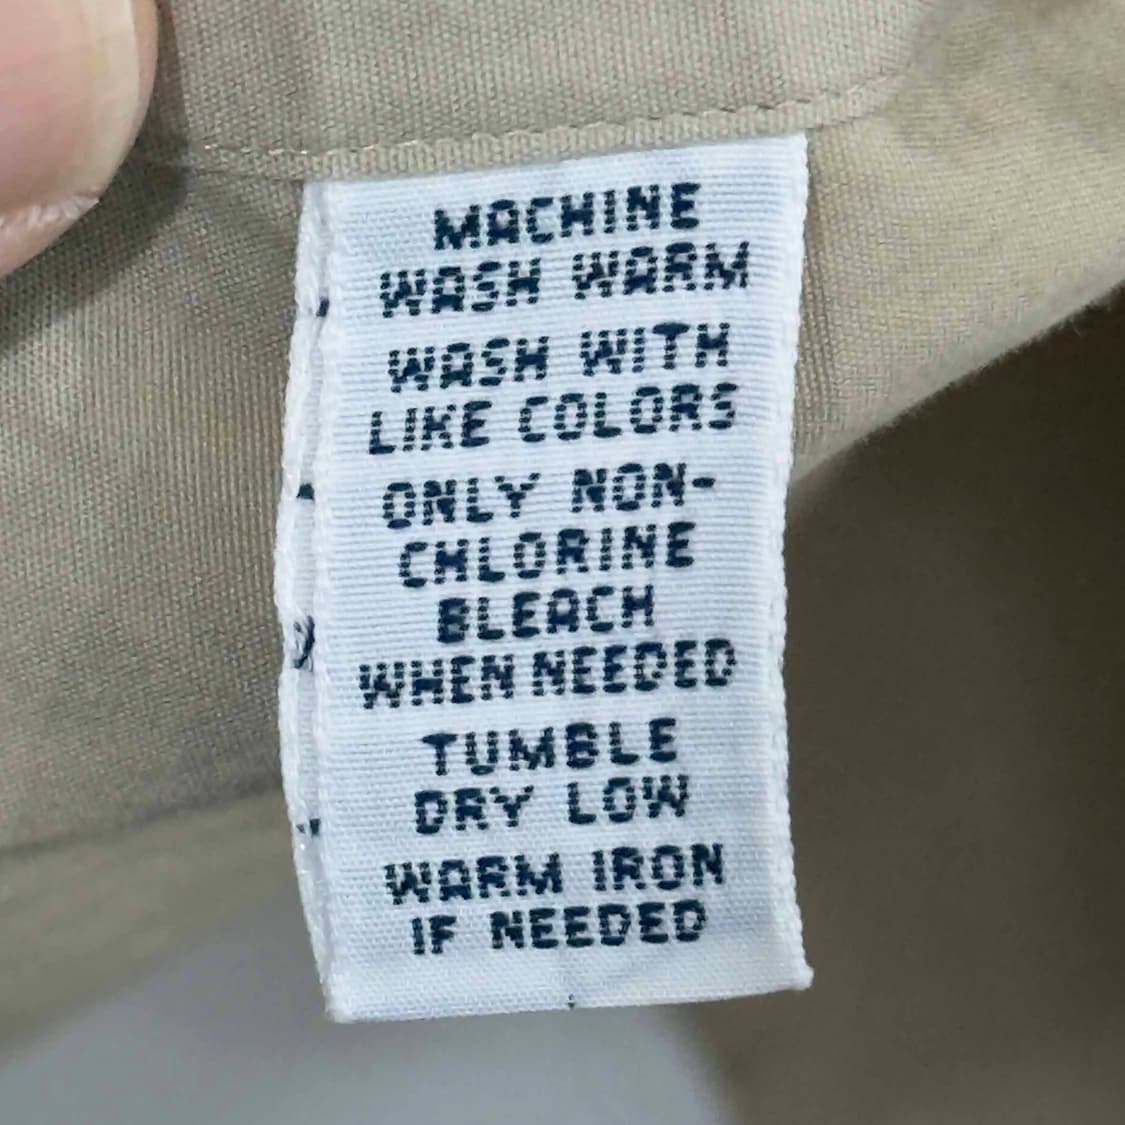 MACHINE
WASH WARM
WASH WITH
LIKE COLORS
ONLY NON-
CHLORINE
BLEACH
WHEN NEEDED
TUMBLE
DRY LOW
WARM IRON
IF NEEDED